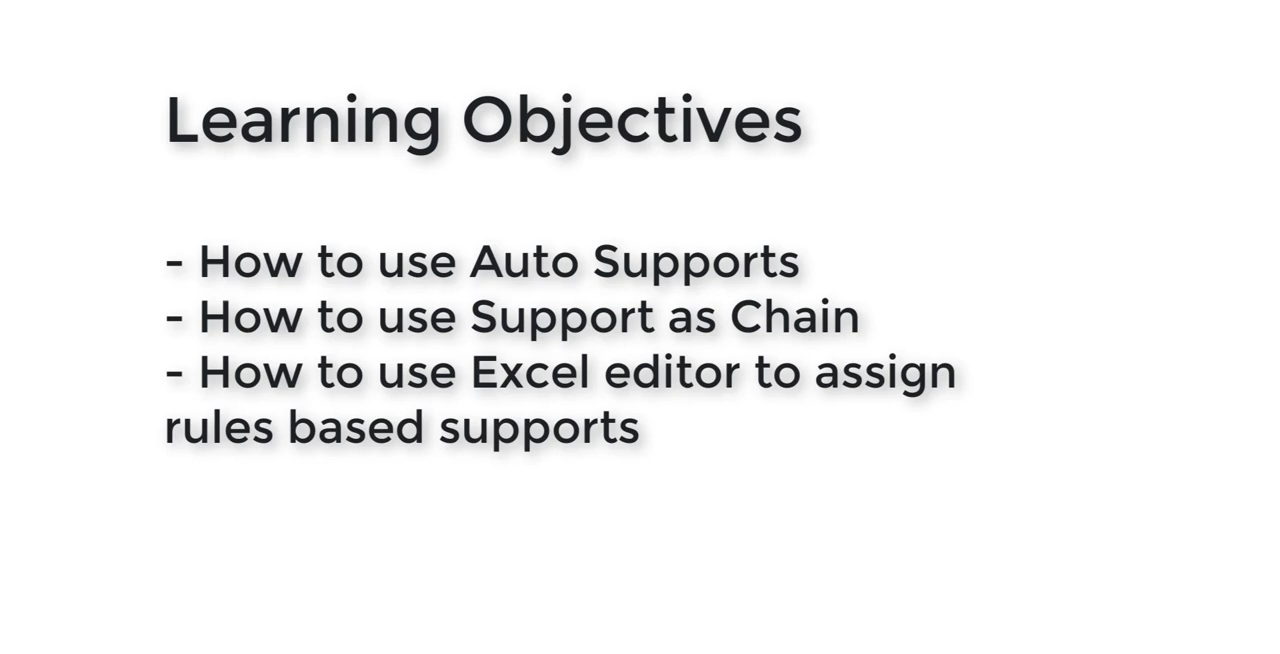 Learning Objectives
- How to use Auto Supports
- How to use Support as Chain
- How to use Excel editor to assign
rules based supports